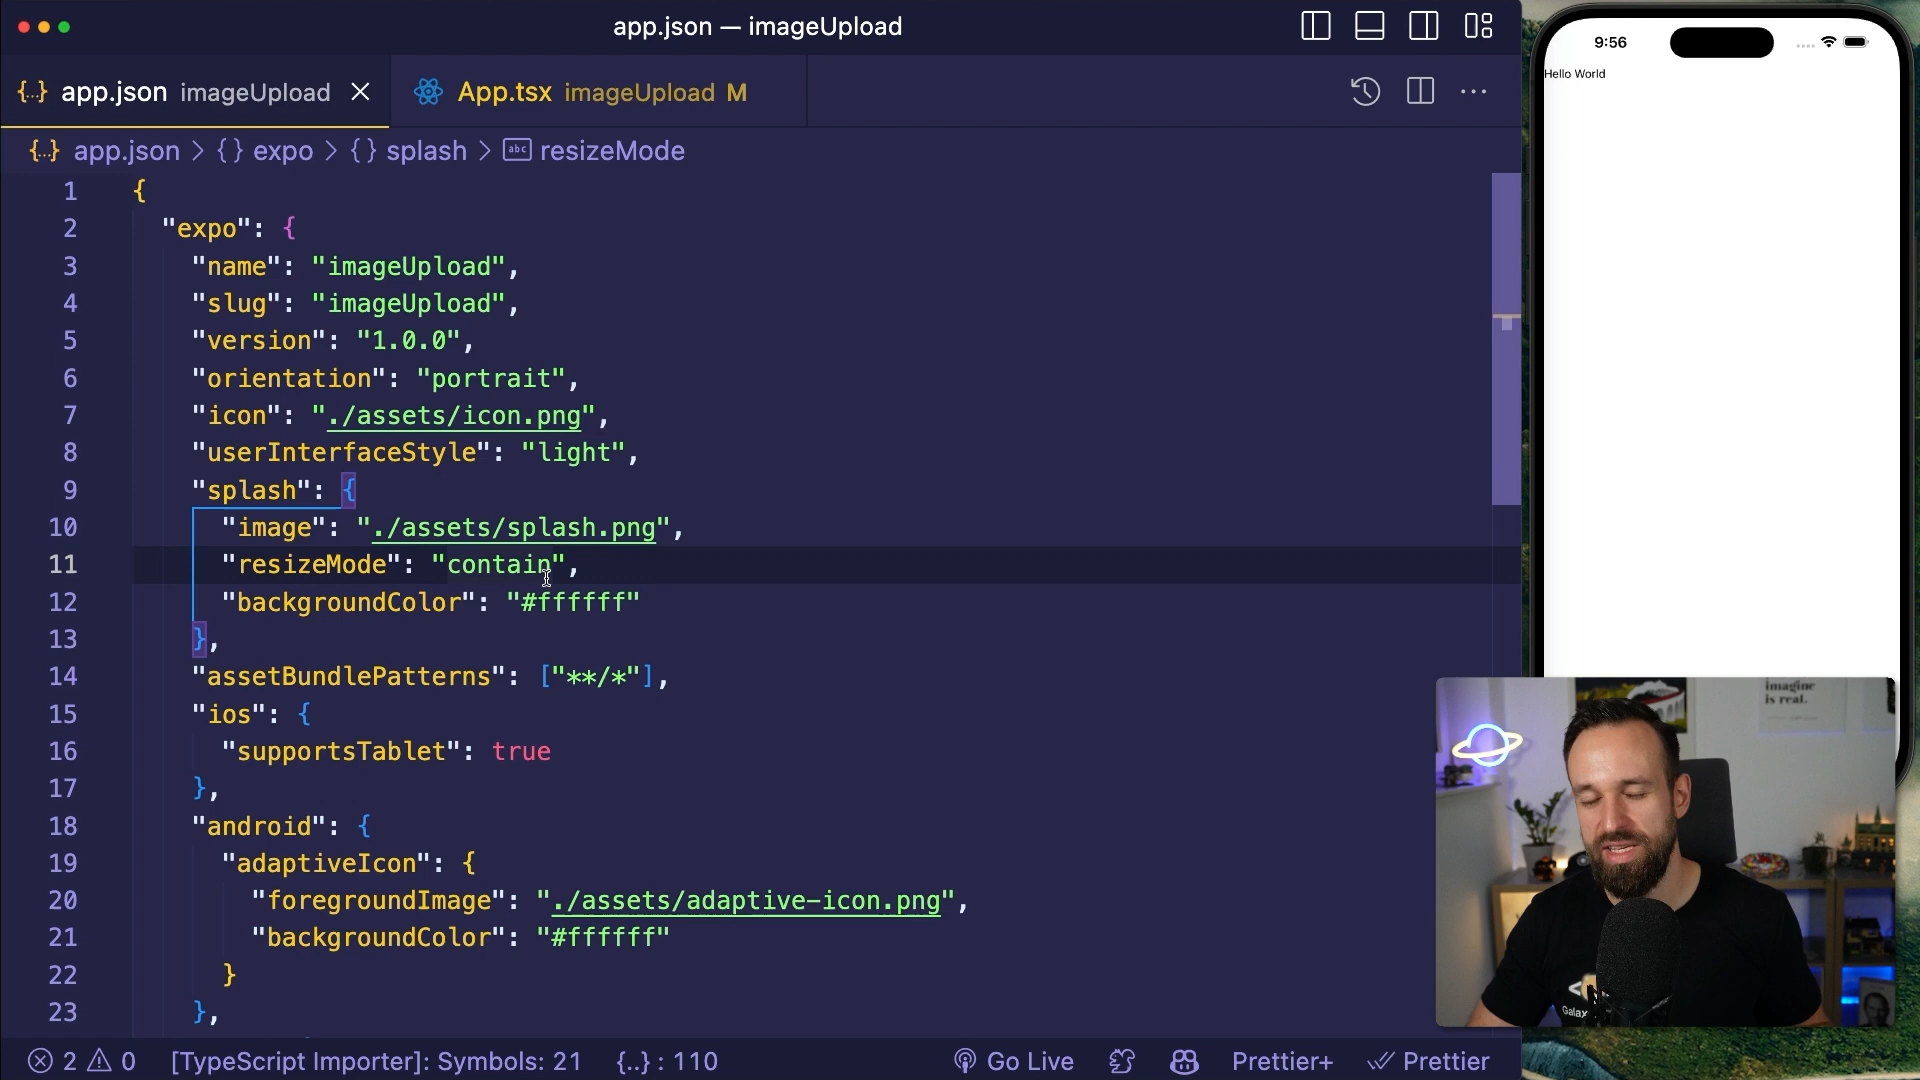 app.json — imageUpload
{..} app.json imageUpload
App.tsx imageUpload M
{..} app.json > {} expo > {} splash > abc resizeMode
1 {
2 "expo": {
3 "name": "imageUpload",
4 "slug": "imageUpload",
5 "version": "1.0.0",
6 "orientation": "portrait",
7 "icon": "./assets/icon.png",
8 "userInterfaceStyle": "light",
9 "splash": {
10 "image": "./assets/splash.png",
11 "resizeMode": "contain",
12 "backgroundColor": "#ffffff"
13 },
14 "assetBundlePatterns": ["**/*"],
15 "ios": {
16 "supportsTablet": true
17 },
18 "android": {
19 "adaptiveIcon": {
20 "foregroundImage": "./assets/adaptive-icon.png",
21 "backgroundColor": "#ffffff"
22 }
23 },
2 0 [TypeScript Importer]: Symbols: 21 {..} : 110 Go Live Prettier+ Prettier
9:56
Hello World
imagine
is real.
Galax